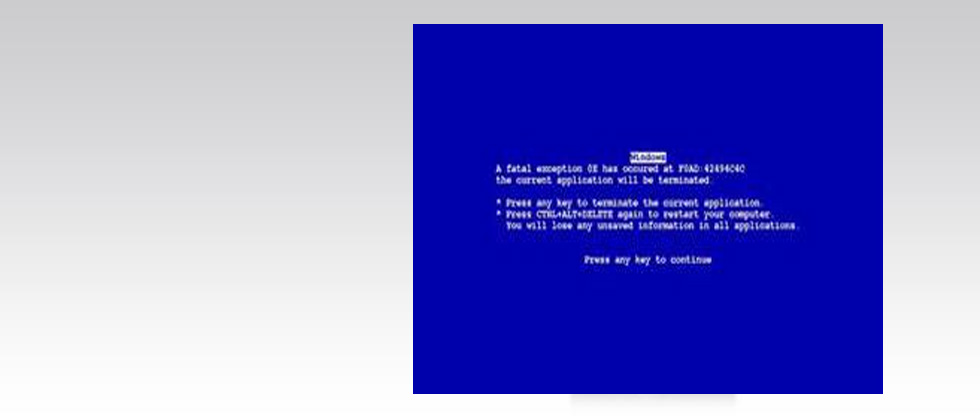 Windows
A fatal exception 0E has occured at F0AD:42494C4C
the current application will be terminated.
* Press any key to terminate the current application.
* Press CTRL+ALT+DELETE again to restart your computer.
You will lose any unsaved information in all applications.
Press any key to continue